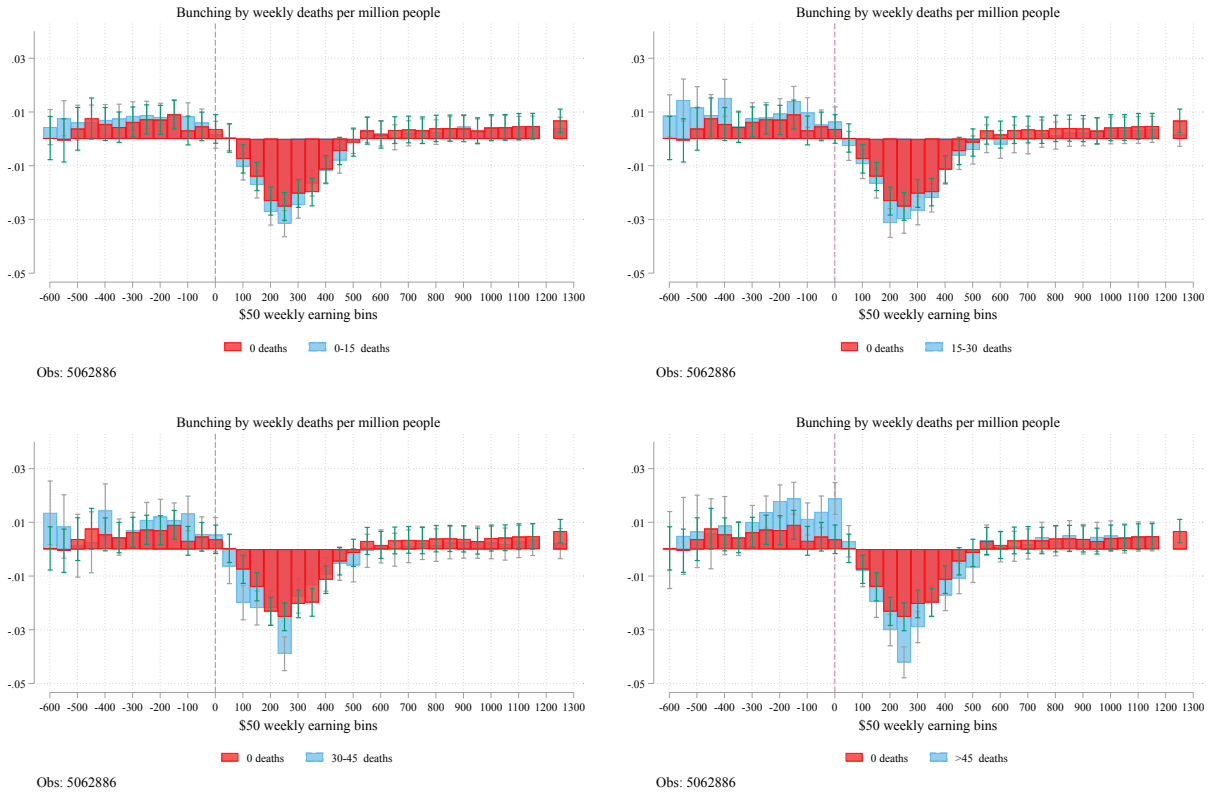 Bunching by weekly deaths per million people
.03
.01
-.01
-.03
-.05
-600 -500 -400 -300 -200 -100 0 100 200 300 400 500 600 700 800 900 1000 1100 1200 1300
$50 weekly earning bins
0 deaths 0-15 deaths
Obs: 5062886
Bunching by weekly deaths per million people
.03
.01
-.01
-.03
-.05
-600 -500 -400 -300 -200 -100 0 100 200 300 400 500 600 700 800 900 1000 1100 1200 1300
$50 weekly earning bins
0 deaths 15-30 deaths
Obs: 5062886
Bunching by weekly deaths per million people
.03
.01
-.01
-.03
-.05
-600 -500 -400 -300 -200 -100 0 100 200 300 400 500 600 700 800 900 1000 1100 1200 1300
$50 weekly earning bins
0 deaths 30-45 deaths
Obs: 5062886
Bunching by weekly deaths per million people
.03
.01
-.01
-.03
-.05
-600 -500 -400 -300 -200 -100 0 100 200 300 400 500 600 700 800 900 1000 1100 1200 1300
$50 weekly earning bins
0 deaths >45 deaths
Obs: 5062886